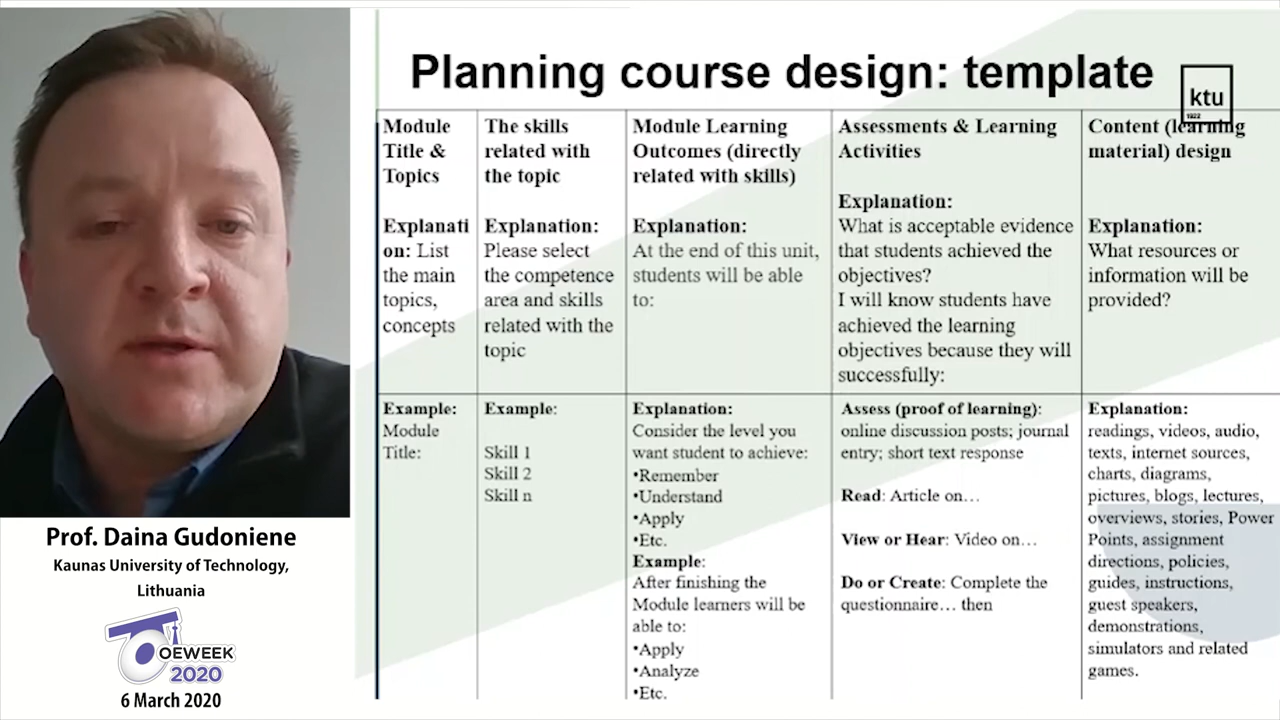 Planning course design: template
ktu
1922
Module
Title &
Topics
Explanati
on: List
the main
topics,
concepts
The skills
related with
the topic
Explanation:
Please select
the competence
area and skills
related with the
topic
Module Learning
Outcomes (directly
related with skills)
Explanation:
At the end of this unit,
students will be able
to:
Assessments & Learning
Activities
Explanation:
What is acceptable evidence
that students achieved the
objectives?
I will know students have
achieved the learning
objectives because they will
successfully:
Content (learning
material) design
Explanation:
What resources or
information will be
provided?
Example:
Module
Title:
Example:
Skill 1
Skill 2
Skill n
Explanation:
Consider the level you
want student to achieve:
•Remember
•Understand
•Apply
•Etc.
Example:
After finishing the
Module learners will be
able to:
•Apply
•Analyze
•Etc.
Assess (proof of learning):
online discussion posts; journal
entry; short text response
Read: Article on…
View or Hear: Video on…
Do or Create: Complete the
questionnaire… then
Explanation:
readings, videos, audio,
texts, internet sources,
charts, diagrams,
pictures, blogs, lectures,
overviews, stories, Power
Points, assignment
directions, policies,
guides, instructions,
guest speakers,
demonstrations,
simulators and related
games.
Prof. Daina Gudoniene
Kaunas University of Technology,
Lithuania
OEWEEK
2020
6 March 2020